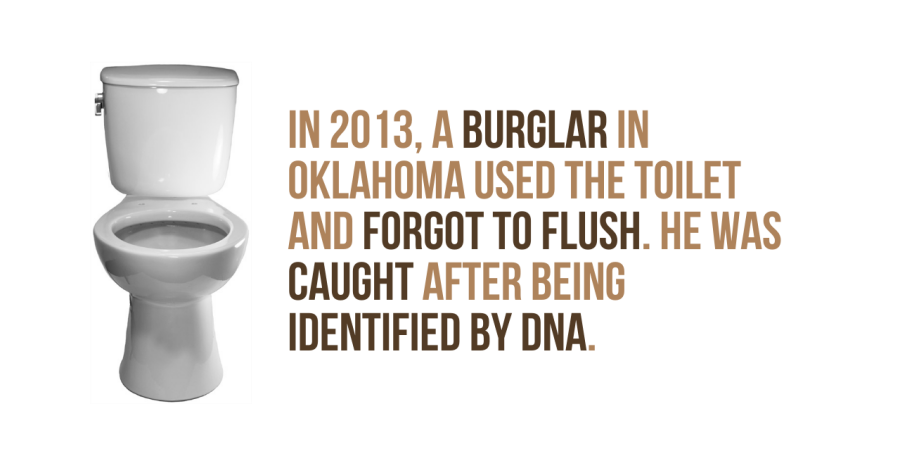 IN 2013, A BURGLAR IN
OKLAHOMA USED THE TOILET
AND FORGOT TO FLUSH. HE WAS
CAUGHT AFTER BEING
IDENTIFIED BY DNA.